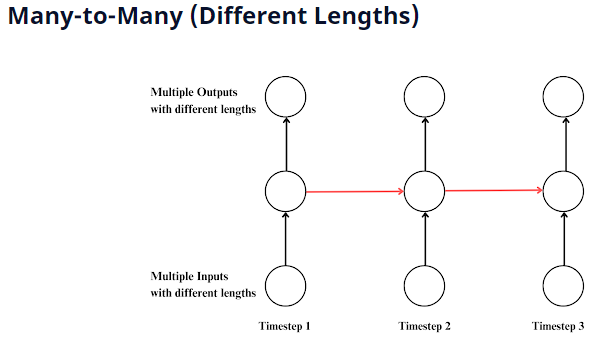 Many-to-Many (Different Lengths)
Multiple Outputs
with different lengths
Multiple Inputs
with different lengths
Timestep 1
Timestep 2
Timestep 3